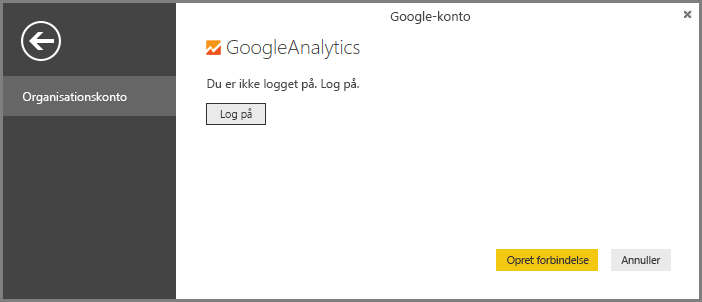 Google-konto
GoogleAnalytics
Du er ikke logget på. Log på.
Organisationskonto
Log på
Opret forbindelse
Annuller